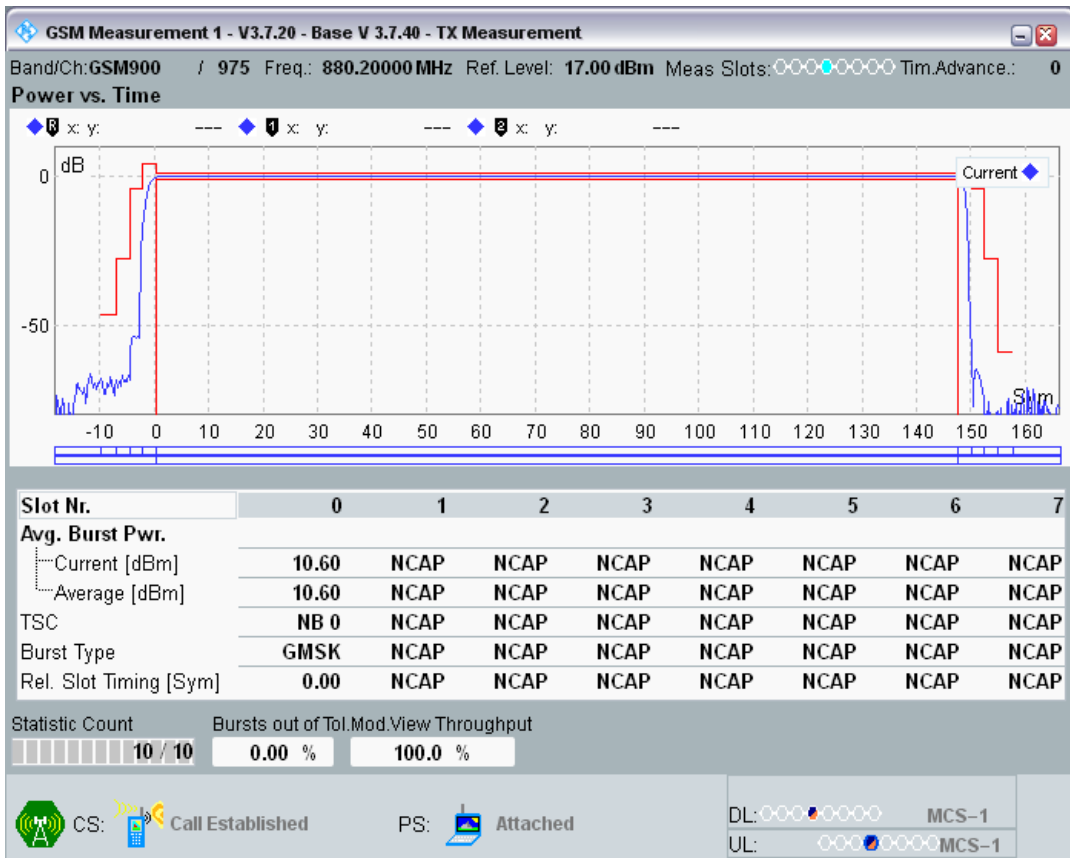 GSM Measurement 1 - V3.7.20 - Base V 3.7.40 - TX Measurement
Band/Ch:GSM900 / 975 Freq.: 880.20000 MHz Ref. Level: 17.00 dBm Meas Slots: Tim.Advance.: 0
Power vs. Time
R x: y: --- 1 x: y: --- 2 x: y: ---
dB
Current
0
-50
Sym
-10 0 10 20 30 40 50 60 70 80 90 100 110 120 130 140 150 160
Slot Nr. 0 1 2 3 4 5 6 7
Avg. Burst Pwr.
Current [dBm] 10.60 NCAP NCAP NCAP NCAP NCAP NCAP NCAP
Average [dBm] 10.60 NCAP NCAP NCAP NCAP NCAP NCAP NCAP
TSC NB 0 NCAP NCAP NCAP NCAP NCAP NCAP NCAP
Burst Type GMSK NCAP NCAP NCAP NCAP NCAP NCAP NCAP
Rel. Slot Timing [Sym] 0.00 NCAP NCAP NCAP NCAP NCAP NCAP NCAP
Statistic Count Bursts out of Tol.Mod.View Throughput
10 / 10 0.00 % 100.0 %
CS: Call Established PS: Attached
DL: MCS-1
UL: MCS-1